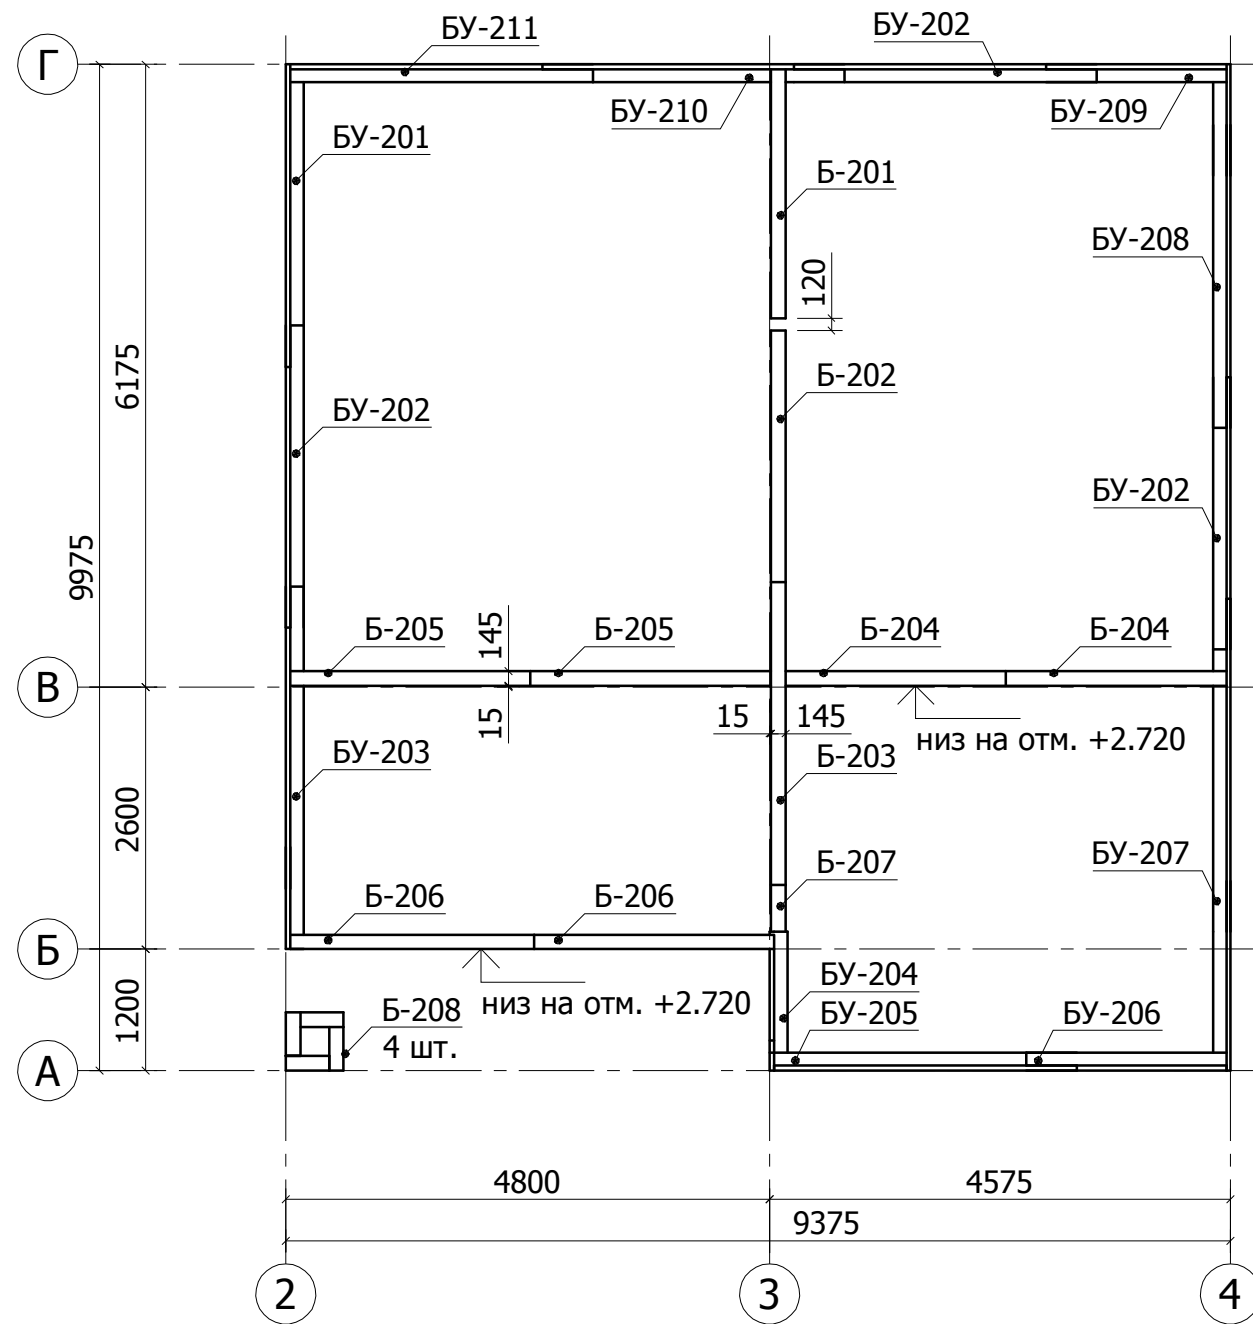 БУ-211
БУ-202
Г
БУ-210
БУ-209
БУ-201
Б-201
БУ-208
120
6175
Б-202
БУ-202
БУ-202
9975
Б-205
145
Б-205
Б-204
Б-204
В
15
15
145
низ на отм. +2.720
БУ-203
Б-203
2600
Б-207
БУ-207
Б-206
Б-206
Б
БУ-204
Б-208
низ на отм. +2.720
БУ-205
БУ-206
1200
4 шт.
А
4800
4575
9375
2
3
4